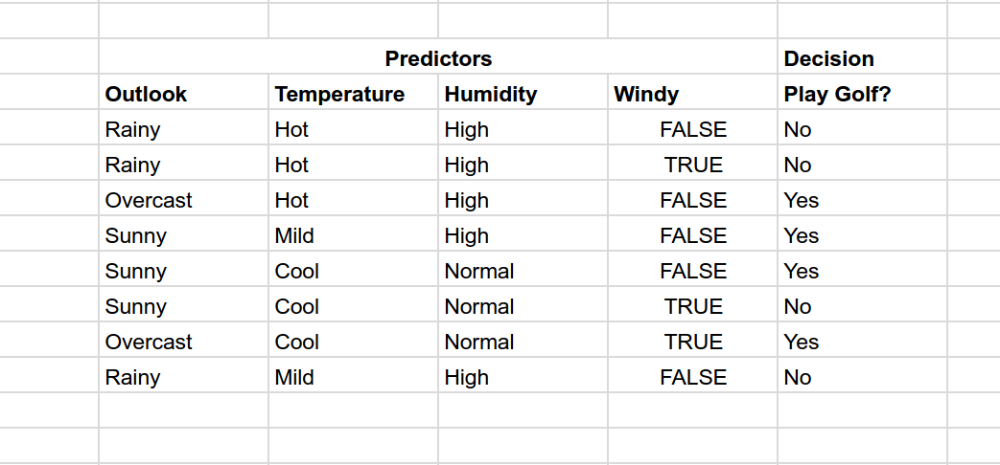 Predictors Decision
Outlook Temperature Humidity Windy Play Golf?
Rainy Hot High FALSE No
Rainy Hot High TRUE No
Overcast Hot High FALSE Yes
Sunny Mild High FALSE Yes
Sunny Cool Normal FALSE Yes
Sunny Cool Normal TRUE No
Overcast Cool Normal TRUE Yes
Rainy Mild High FALSE No